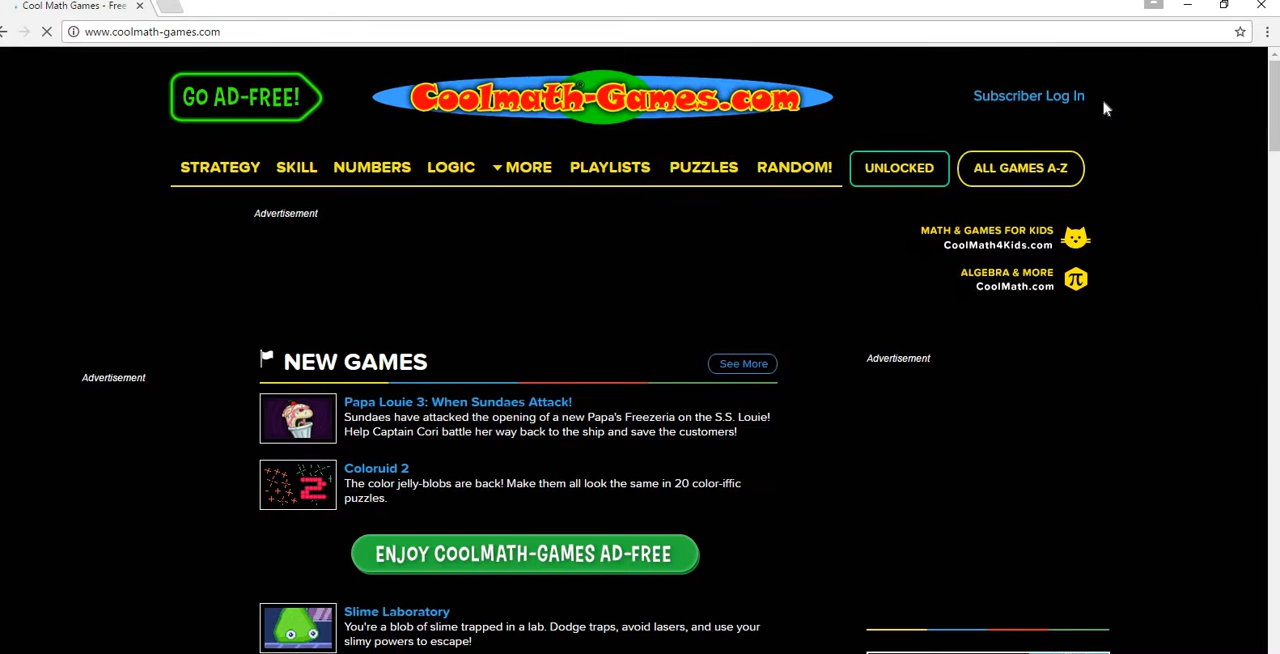 Cool Math Games - Free
www.coolmath-games.com
GO AD-FREE!
Coolmath-Games.com
Subscriber Log In
STRATEGY SKILL NUMBERS LOGIC MORE PLAYLISTS PUZZLES RANDOM! UNLOCKED ALL GAMES A-Z
Advertisement
MATH & GAMES FOR KIDS
CoolMath4Kids.com
ALGEBRA & MORE
CoolMath.com
π
Advertisement
NEW GAMES
See More
Advertisement
Papa Louie 3: When Sundaes Attack!
Sundaes have attacked the opening of a new Papa's Freezeria on the S.S. Louie!
Help Captain Cori battle her way back to the ship and save the customers!
Coloruid 2
The color jelly-blobs are back! Make them all look the same in 20 color-iffic
puzzles.
2
ENJOY COOLMATH-GAMES AD-FREE
Slime Laboratory
You're a blob of slime trapped in a lab. Dodge traps, avoid lasers, and use your
slimy powers to escape!